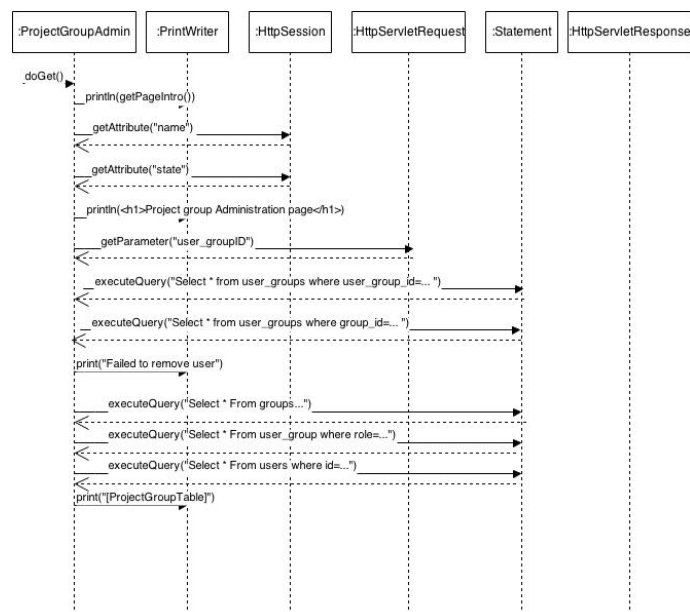 :ProjectGroupAdmin :PrintWriter :HttpSession :HttpServletRequest :Statement :HttpServletResponse
doGet()
println(getPageIntro())
getAttribute("name")
getAttribute("state")
println(<h1>Project group Administration page</h1>)
getParameter("user_groupID")
executeQuery("Select * from user_groups where user_group_id=... ")
executeQuery("Select * from user_groups where group_id=... ")
print("Failed to remove user")
executeQuery("Select * From groups...")
executeQuery("Select * From user_group where role=...")
executeQuery("Select * From users where id=...")
print("[ProjectGroupTable]")